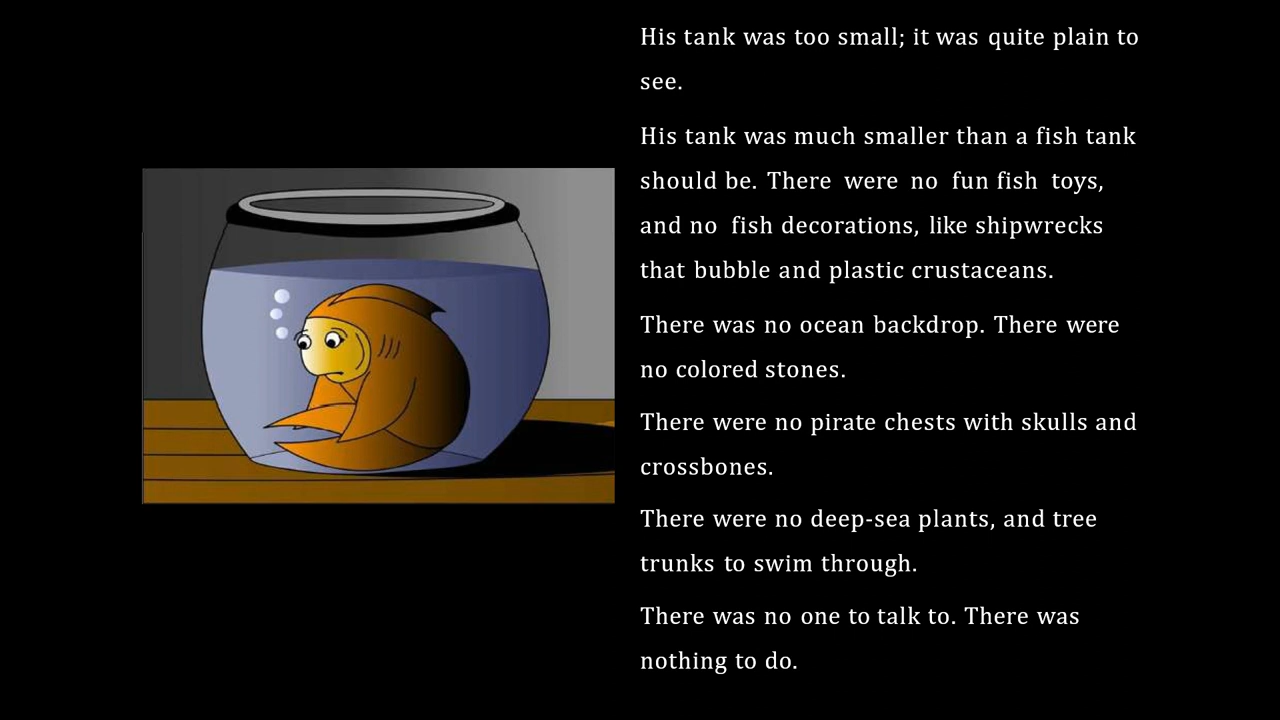 His tank was too small; it was quite plain to
see.
His tank was much smaller than a fish tank
should be. There were no fun fish toys,
and no fish decorations, like shipwrecks
that bubble and plastic crustaceans.
There was no ocean backdrop. There were
no colored stones.
There were no pirate chests with skulls and
crossbones.
There were no deep-sea plants, and tree
trunks to swim through.
There was no one to talk to. There was
nothing to do.